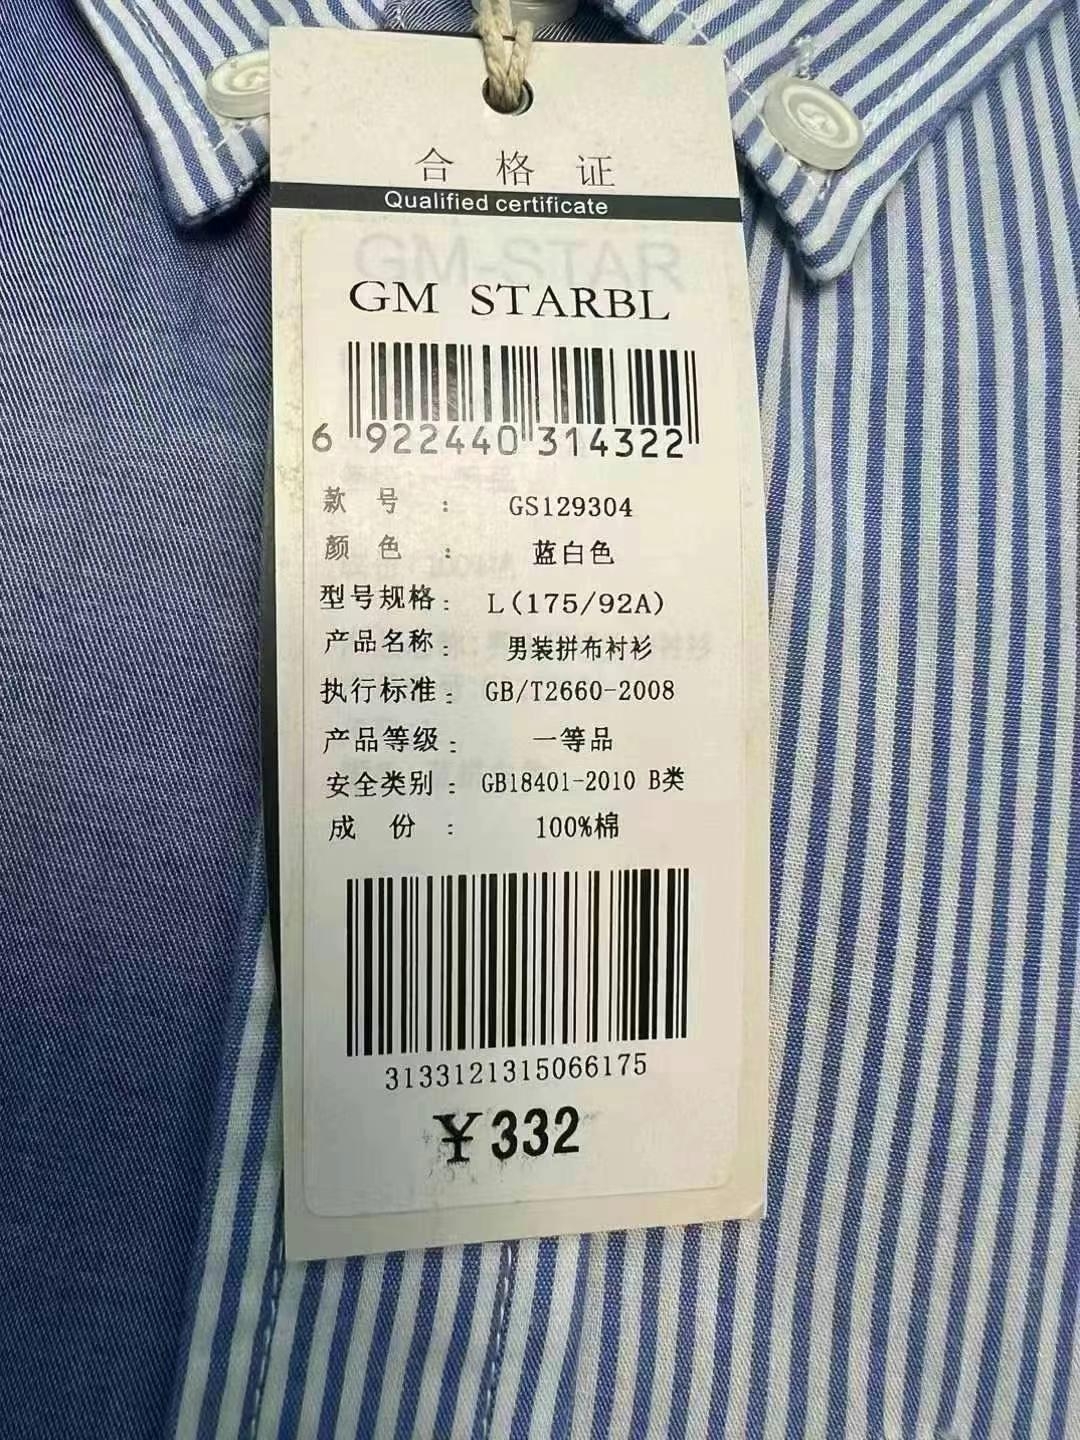 合格证
Qualified certificate
GM-STAR
GM STARBL
6 922440 314322
款号: GS129304
颜色: 蓝白色
型号规格: L(175/92A)
产品名称: 男装拼布衬衫
执行标准: GB/T2660-2008
产品等级: 一等品
安全类别: GB18401-2010 B类
成份: 100%棉
3133121315066175
¥332